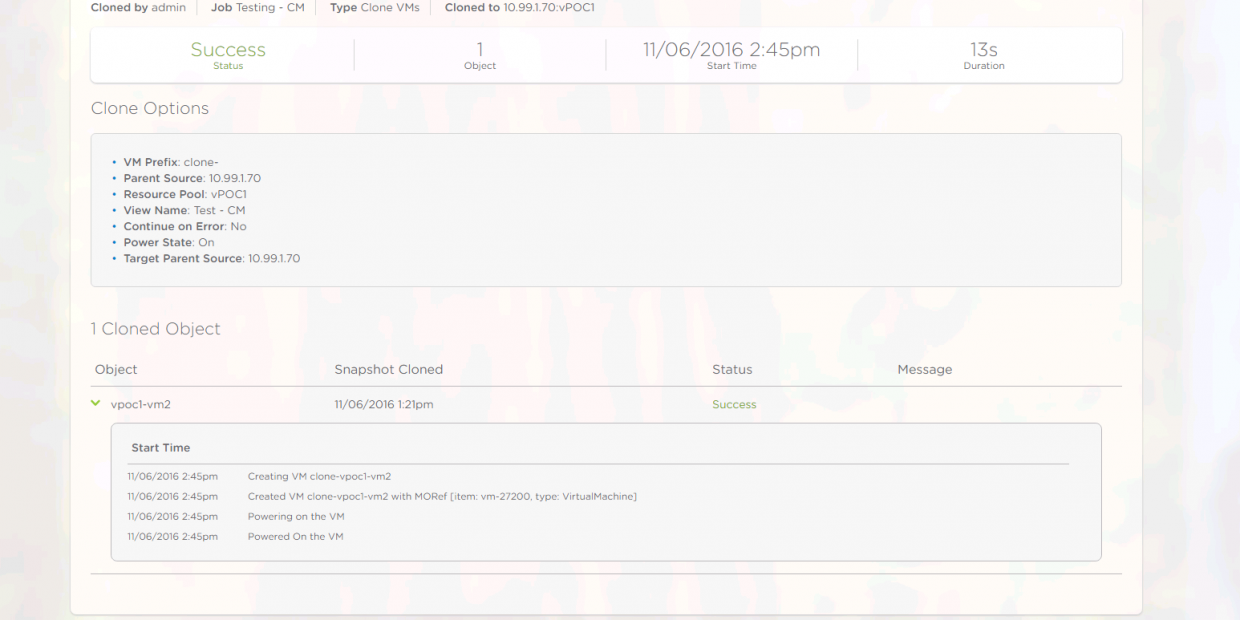 Cloned by admin Job Testing - CM Type Clone VMs Cloned to 10.99.1.70:vPOC1
Success 1 11/06/2016 2:45pm 13s
Status Object Start Time Duration
Clone Options
• VM Prefix: clone-
• Parent Source: 10.99.1.70
• Resource Pool: vPOC1
• View Name: Test - CM
• Continue on Error: No
• Power State: On
• Target Parent Source: 10.99.1.70
1 Cloned Object
Object Snapshot Cloned Status Message
vpoc1-vm2 11/06/2016 1:21pm Success
Start Time
11/06/2016 2:45pm Creating VM clone-vpoc1-vm2
11/06/2016 2:45pm Created VM clone-vpoc1-vm2 with MORef [item: vm-27200, type: VirtualMachine]
11/06/2016 2:45pm Powering on the VM
11/06/2016 2:45pm Powered On the VM